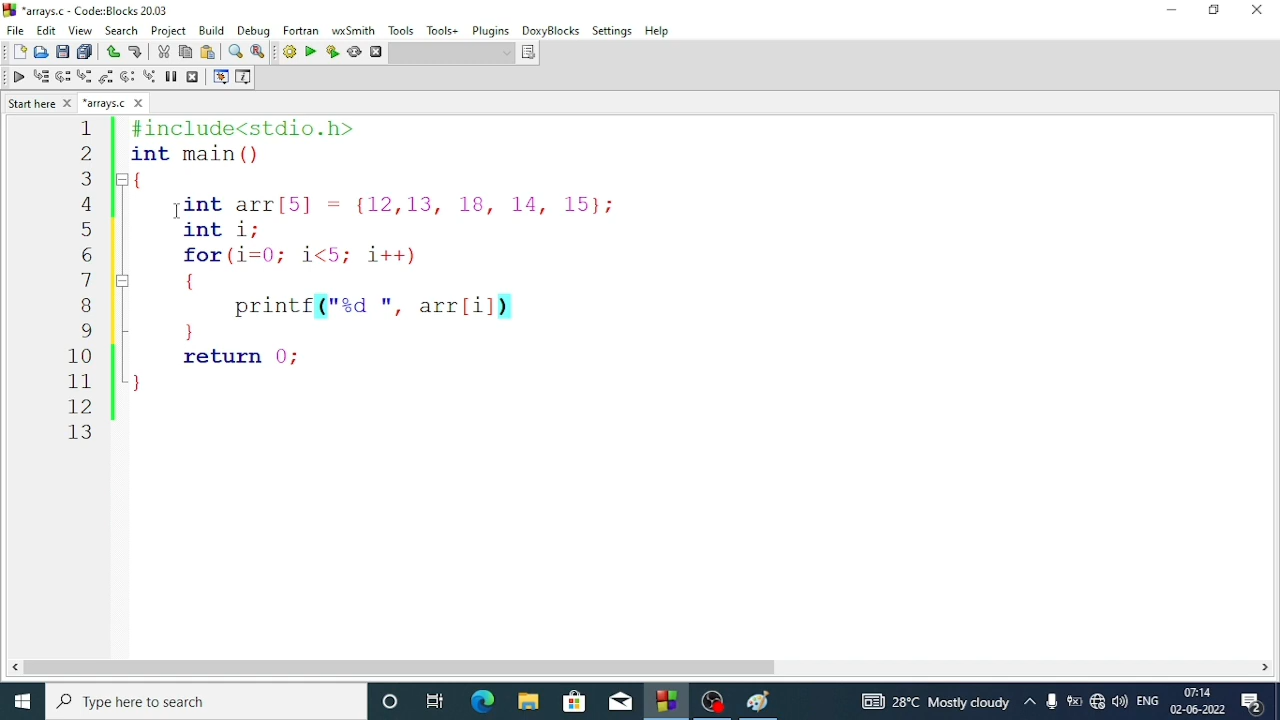 *arrays.c - Code::Blocks 20.03
File Edit View Search Project Build Debug Fortran wxSmith Tools Tools+ Plugins DoxyBlocks Settings Help
Start here *arrays.c
1 #include<stdio.h>
2 int main()
3 {
4 int arr[5] = {12,13, 18, 14, 15};
5 int i;
6 for(i=0; i<5; i++)
7 {
8 printf("%d ", arr[i])
9 }
10 return 0;
11 }
12
13
Type here to search 28°C Mostly cloudy ENG 07:14
02-06-2022 2